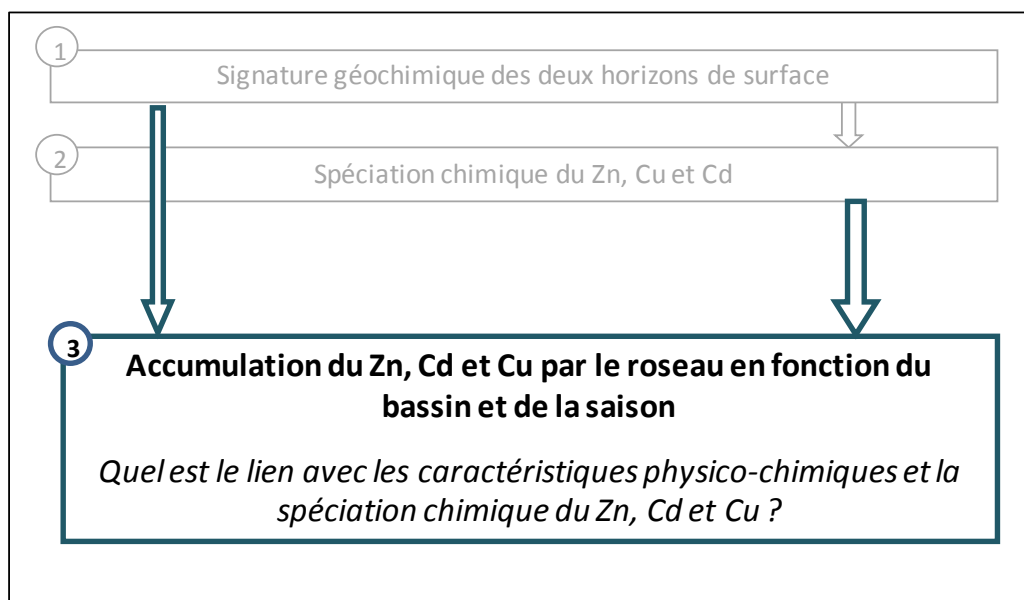 1
Signature géochimique des deux horizons de surface
2
Spéciation chimique du Zn, Cu et Cd
3
Accumulation du Zn, Cd et Cu par le roseau en fonction du
bassin et de la saison
Quel est le lien avec les caractéristiques physico-chimiques et la
spéciation chimique du Zn, Cd et Cu ?